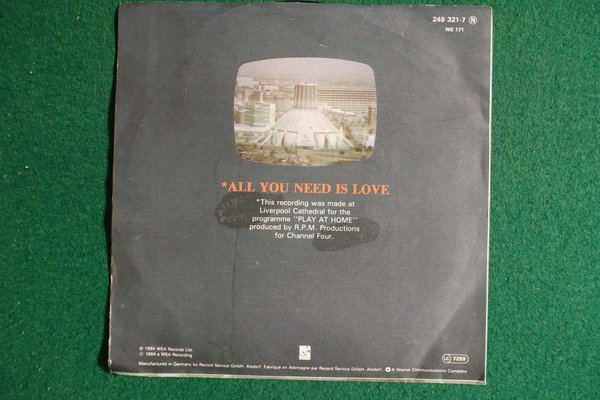 249 321-7 N
WE 171
*ALL YOU NEED IS LOVE
*This recording was made at
Liverpool Cathedral for the
programme "PLAY AT HOME"
produced by R.P.M. Productions
for Channel Four.
℗ 1984 WEA Records Ltd.
© 1984 a WEA Recording
LC 7255
Manufactured in Germany by Record Service GmbH, Alsdorf. Fabriqué en Allemagne par Record Service GmbH, Alsdorf. A Warner Communications Company